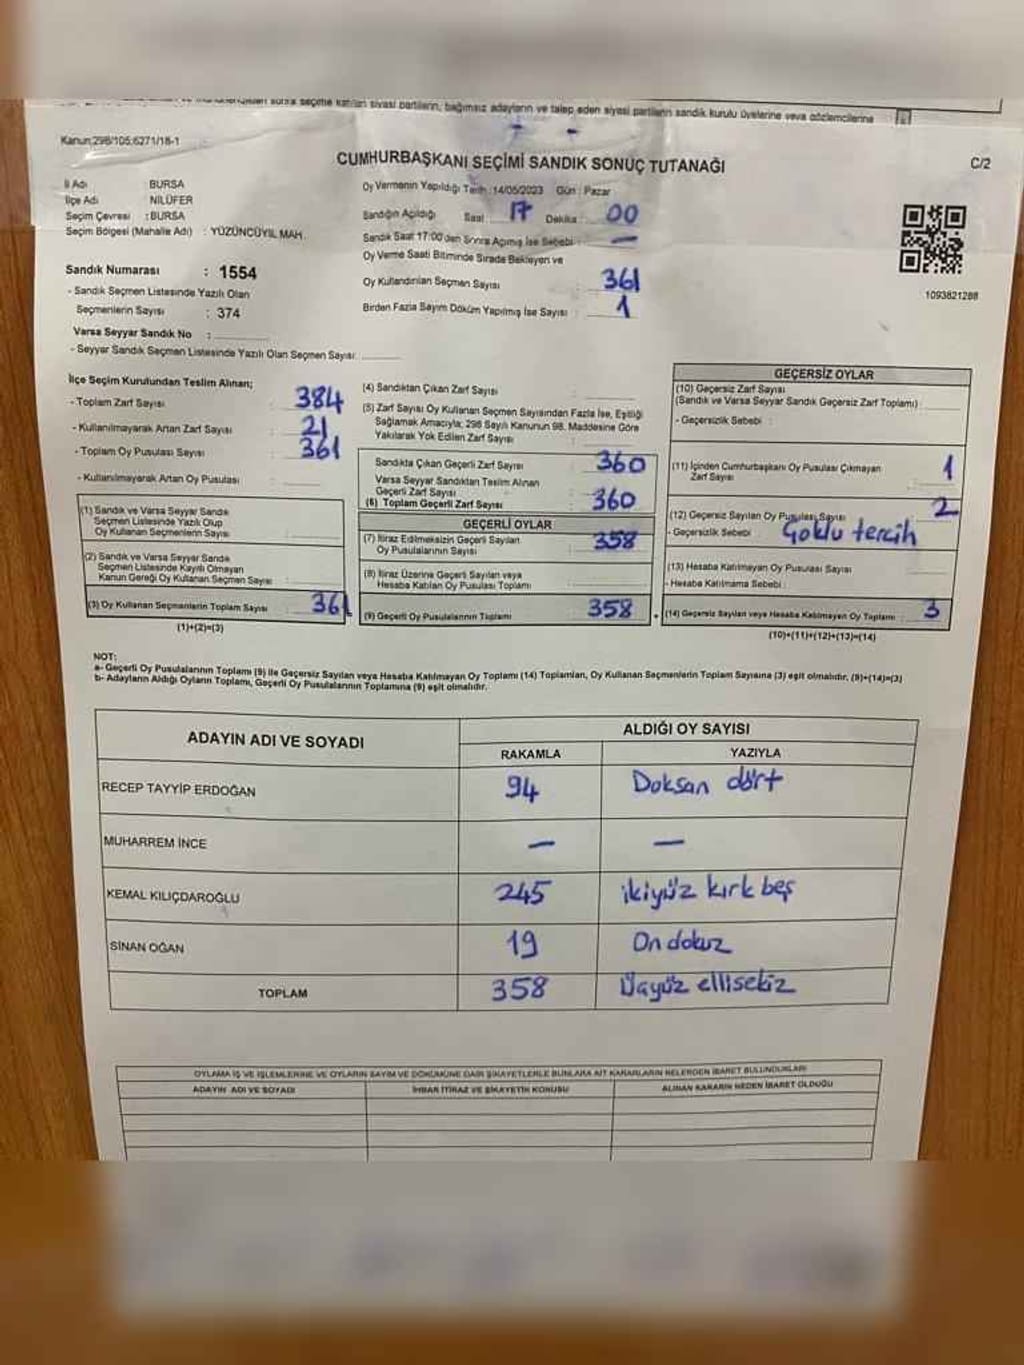 sonra seçime katılan siyasi partilerin, bağımsız adayların ve talep eden siyasi partilerin sandık kurulu üyelerine veya gözlemcilerine
Kanun:298/105;6271/18-1
CUMHURBAŞKANI SEÇİMİ SANDIK SONUÇ TUTANAĞI
C/2
İl Adı BURSA
İlçe Adı NİLÜFER
Seçim Çevresi : BURSA
Seçim Bölgesi (Mahalle Adı) : YÜZÜNCÜYIL MAH.
Oy Vermenin Yapıldığı Tarih :14/05/2023 Gün : Pazar
Sandığın Açıldığı Saat : 17 Dakika : 00
Sandık Saat 17:00'den Sonra Açılmış İse Sebebi : —
Oy Verme Saati Bitiminde Sırada Bekleyen ve
Oy Kullandırılan Seçmen Sayısı : 361
Birden Fazla Sayım Döküm Yapılmış İse Sayısı : 1
1093821288
Sandık Numarası : 1554
- Sandık Seçmen Listesinde Yazılı Olan
Seçmenlerin Sayısı : 374
Varsa Seyyar Sandık No :
- Seyyar Sandık Seçmen Listesinde Yazılı Olan Seçmen Sayısı:
İlçe Seçim Kurulundan Teslim Alınan;
- Toplam Zarf Sayısı : 384
- Kullanılmayarak Artan Zarf Sayısı : 21
- Toplam Oy Pusulası Sayısı : 361
- Kullanılmayarak Artan Oy Pusulası :
(1) Sandık ve Varsa Seyyar Sandık
Seçmen Listesinde Yazılı Olup
Oy Kullanan Seçmenlerin Sayısı :
(2) Sandık ve Varsa Seyyar Sandık
Seçmen Listesinde Kayıtlı Olmayan
Kanun Gereği Oy Kullanan Seçmen Sayısı :
(3) Oy Kullanan Seçmenlerin Toplam Sayısı : 361
(1)+(2)=(3)
(4) Sandıktan Çıkan Zarf Sayısı :
(5) Zarf Sayısı Oy Kullanan Seçmen Sayısından Fazla İse, Eşitliği
Sağlamak Amacıyla; 298 Sayılı Kanunun 98. Maddesine Göre
Yakılarak Yok Edilen Zarf Sayısı :
Sandıkta Çıkan Geçerli Zarf Sayısı : 360
Varsa Seyyar Sandıktan Teslim Alınan
Geçerli Zarf Sayısı :
(6) Toplam Geçerli Zarf Sayısı : 360
GEÇERLİ OYLAR
(7) İtiraz Edilmeksizin Geçerli Sayılan
Oy Pusulalarının Sayısı : 358
(8) İtiraz Üzerine Geçerli Sayılan veya
Hesaba Katılan Oy Pusulası Toplamı :
(9) Geçerli Oy Pusulalarının Toplamı : 358
GEÇERSİZ OYLAR
(10) Geçersiz Zarf Sayısı
(Sandık ve Varsa Seyyar Sandık Geçersiz Zarf Toplamı) :
- Geçersizlik Sebebi :
(11) İçinden Cumhurbaşkanı Oy Pusulası Çıkmayan
Zarf Sayısı : 1
(12) Geçersiz Sayılan Oy Pusulası Sayısı : 2
- Geçersizlik Sebebi : Çoklu tercih
(13) Hesaba Katılmayan Oy Pusulası Sayısı :
- Hesaba Katılmama Sebebi :
(14) Geçersiz Sayılan veya Hesaba Katılmayan Oy Toplamı : 3
(10)+(11)+(12)+(13)=(14)
NOT:
a- Geçerli Oy Pusulalarının Toplamı (9) ile Geçersiz Sayılan veya Hesaba Katılmayan Oy Toplamı (14) Toplamları, Oy Kullanan Seçmenlerin Toplam Sayısına (3) eşit olmalıdır. (9)+(14)=(3)
b- Adayların Aldığı Oyların Toplamı, Geçerli Oy Pusulalarının Toplamına (9) eşit olmalıdır.
ADAYIN ADI VE SOYADI
ALDIĞI OY SAYISI
RAKAMLA YAZIYLA
RECEP TAYYİP ERDOĞAN 94 Doksan dört
MUHARREM İNCE — —
KEMAL KILIÇDAROĞLU 245 ikiyüz kırk beş
SİNAN OĞAN 19 On dokuz
TOPLAM 358 Üçyüz ellisekiz
OYLAMA İŞ VE İŞLEMLERİNE VE OYLARIN SAYIM VE DÖKÜMÜNE DAİR ŞİKAYETLERLE BUNLARA AİT KARARLARIN NELERDEN İBARET BULUNDUKLARI
ADAYIN ADI VE SOYADI İHBAR İTİRAZ VE ŞİKAYETİN KONUSU ALINAN KARARIN NEDEN İBARET OLDUĞU